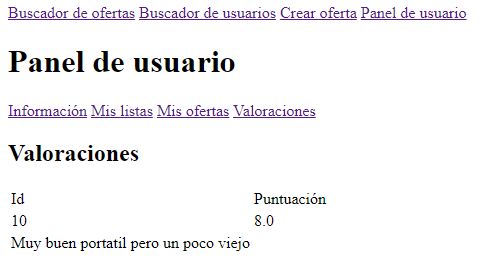 Buscador de ofertas Buscador de usuarios Crear oferta Panel de usuario
Panel de usuario
Información Mis listas Mis ofertas Valoraciones
Valoraciones
Id Puntuación
10 8.0
Muy buen portatil pero un poco viejo